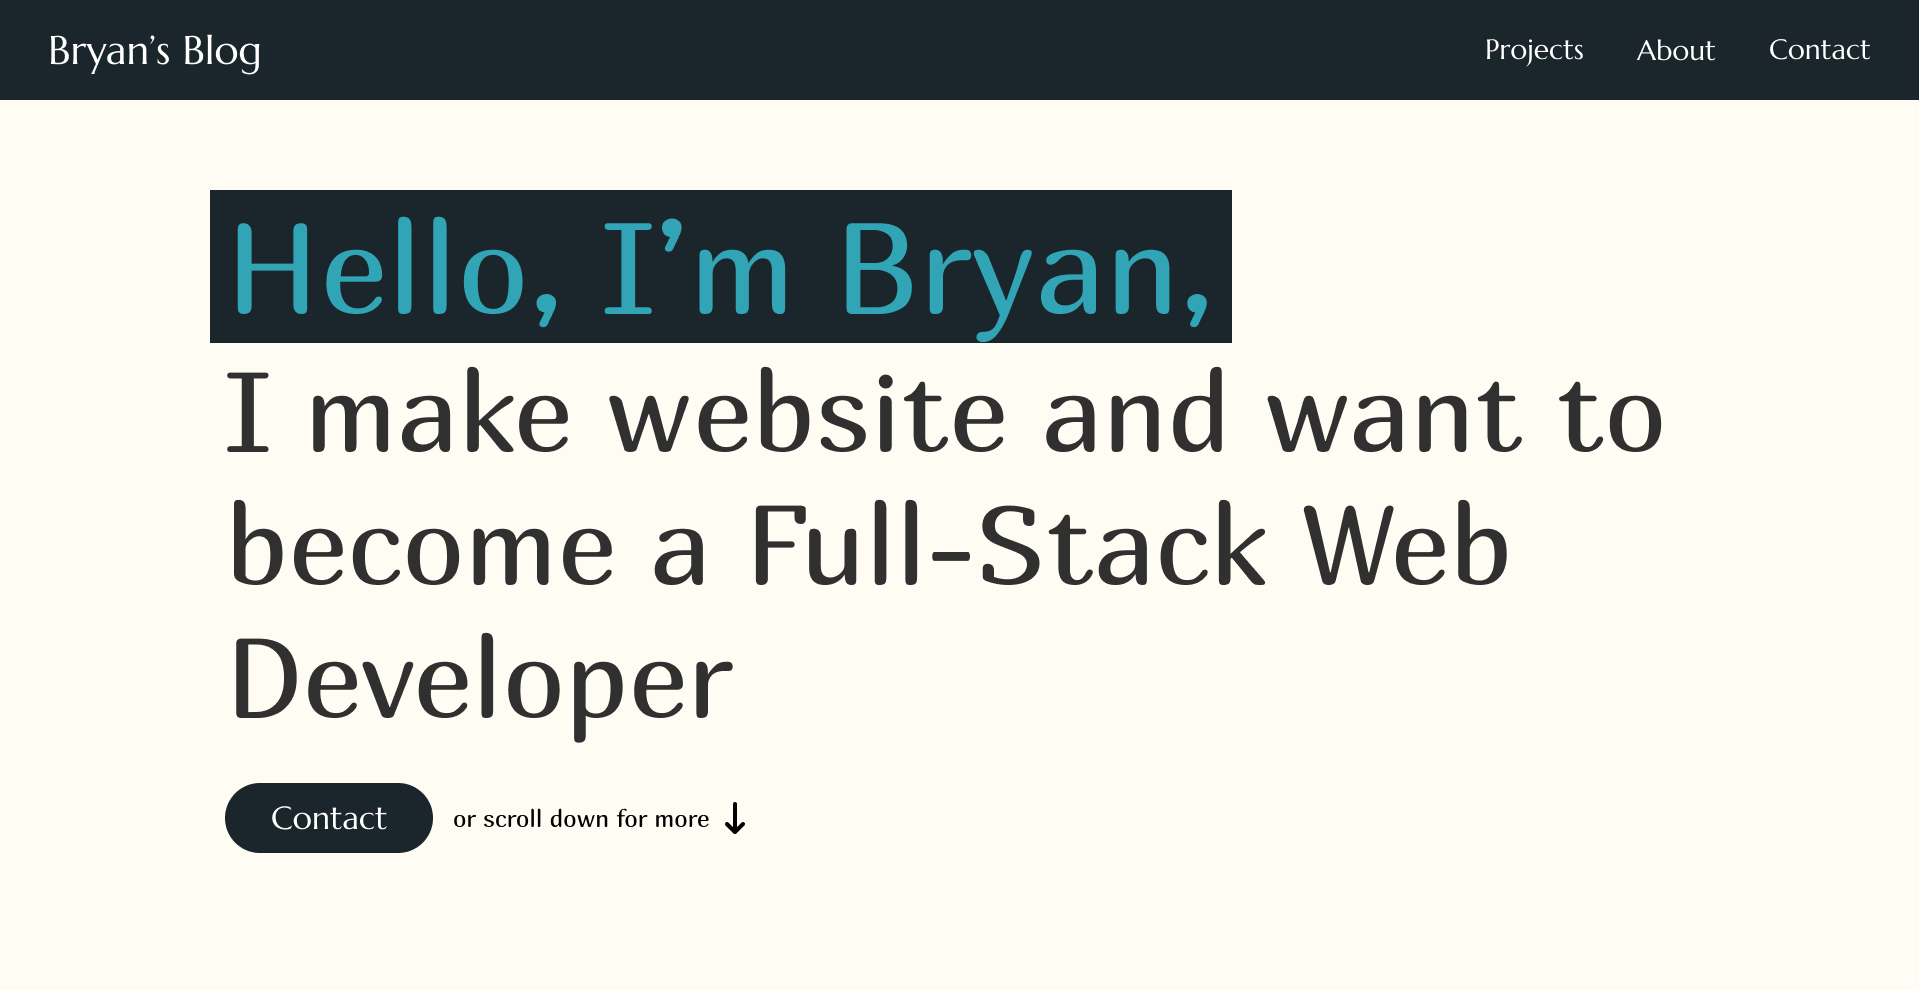 Bryan’s Blog
Projects About Contact
Hello, I’m Bryan,
I make website and want to
become a Full-Stack Web
Developer
Contact or scroll down for more